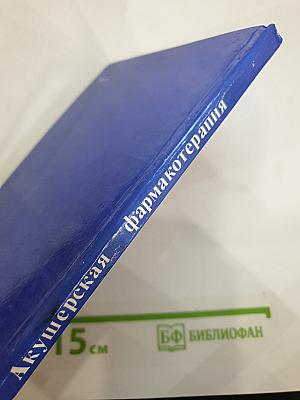 Акушерская фармакотерапия
15 см
БФ БИБЛИОФАН